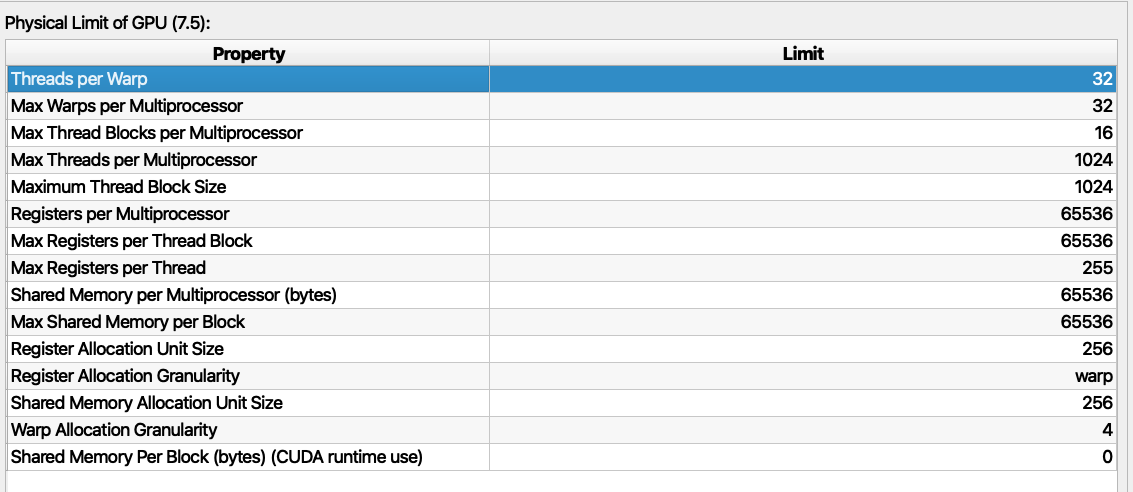 Physical Limit of GPU (7.5):
Property Limit
Threads per Warp 32
Max Warps per Multiprocessor 32
Max Thread Blocks per Multiprocessor 16
Max Threads per Multiprocessor 1024
Maximum Thread Block Size 1024
Registers per Multiprocessor 65536
Max Registers per Thread Block 65536
Max Registers per Thread 255
Shared Memory per Multiprocessor (bytes) 65536
Max Shared Memory per Block 65536
Register Allocation Unit Size 256
Register Allocation Granularity warp
Shared Memory Allocation Unit Size 256
Warp Allocation Granularity 4
Shared Memory Per Block (bytes) (CUDA runtime use) 0